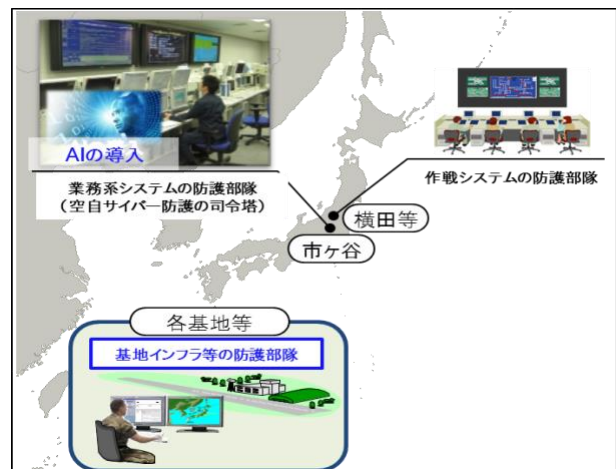 AIの導入
業務系システムの防護部隊
（空自サイバー防護の司令塔）
作戦システムの防護部隊
横田等
市ヶ谷
各基地等
基地インフラ等の防護部隊